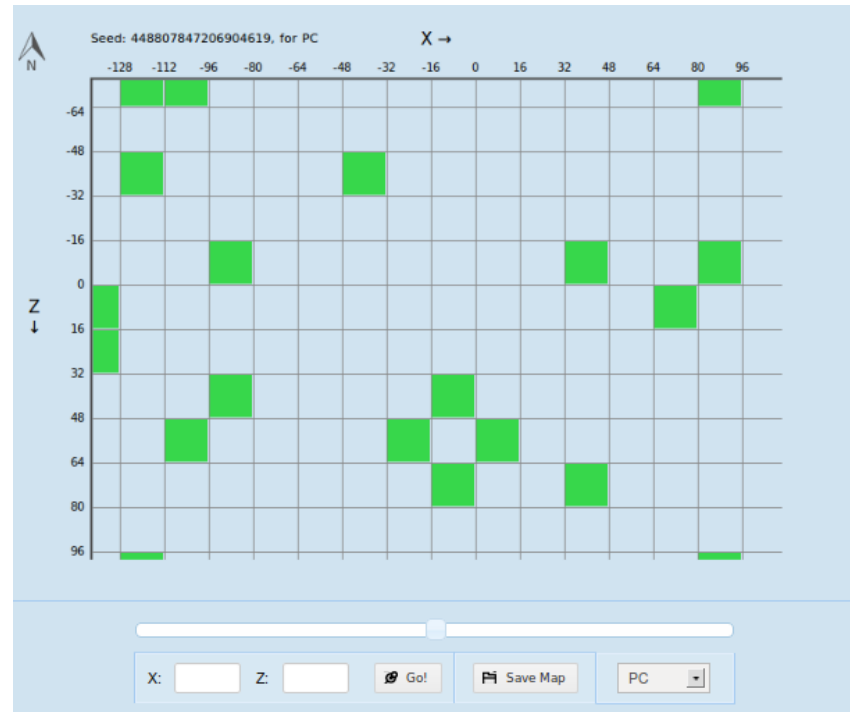 Seed: 448807847206904619, for PC
X →
N
-128 -112 -96 -80 -64 -48 -32 -16 0 16 32 48 64 80 96
-64
-48
-32
-16
0
Z
↓
16
32
48
64
80
96
X:
Z:
Go!
Save Map
PC